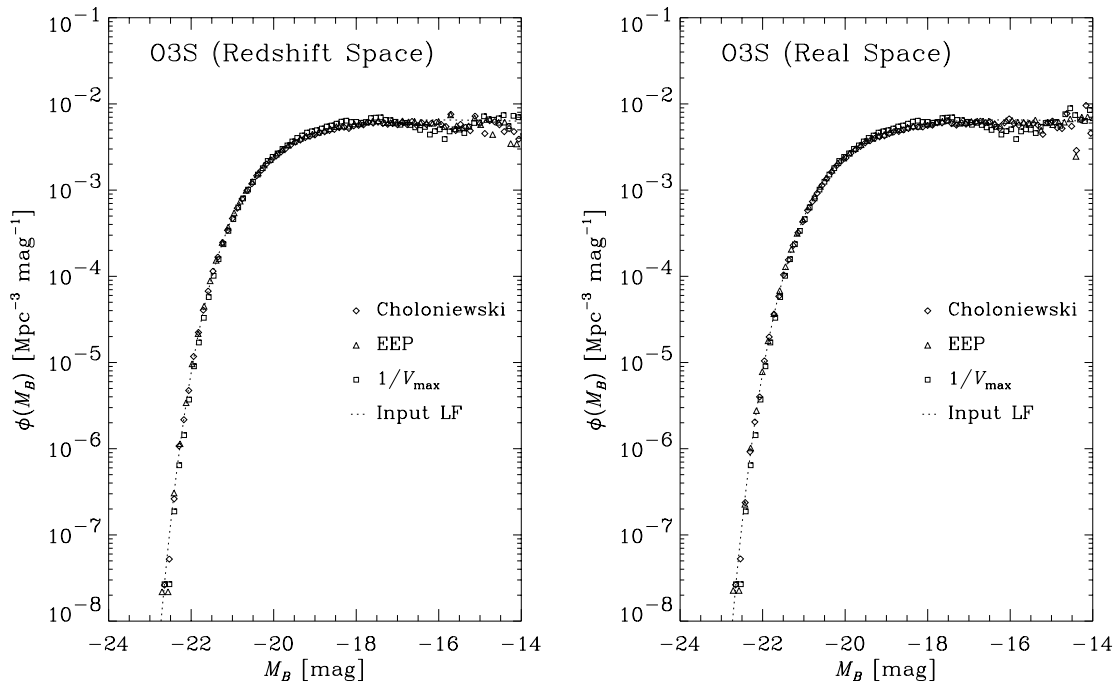 O3S (Redshift Space)
10⁻¹
10⁻²
10⁻³
10⁻⁴
10⁻⁵
10⁻⁶
10⁻⁷
10⁻⁸
ϕ(M_B) [Mpc⁻³ mag⁻¹]
Choloniewski
EEP
1/V_max
Input LF
−24 −22 −20 −18 −16 −14
M_B [mag]
O3S (Real Space)
10⁻¹
10⁻²
10⁻³
10⁻⁴
10⁻⁵
10⁻⁶
10⁻⁷
10⁻⁸
ϕ(M_B) [Mpc⁻³ mag⁻¹]
Choloniewski
EEP
1/V_max
Input LF
−24 −22 −20 −18 −16 −14
M_B [mag]